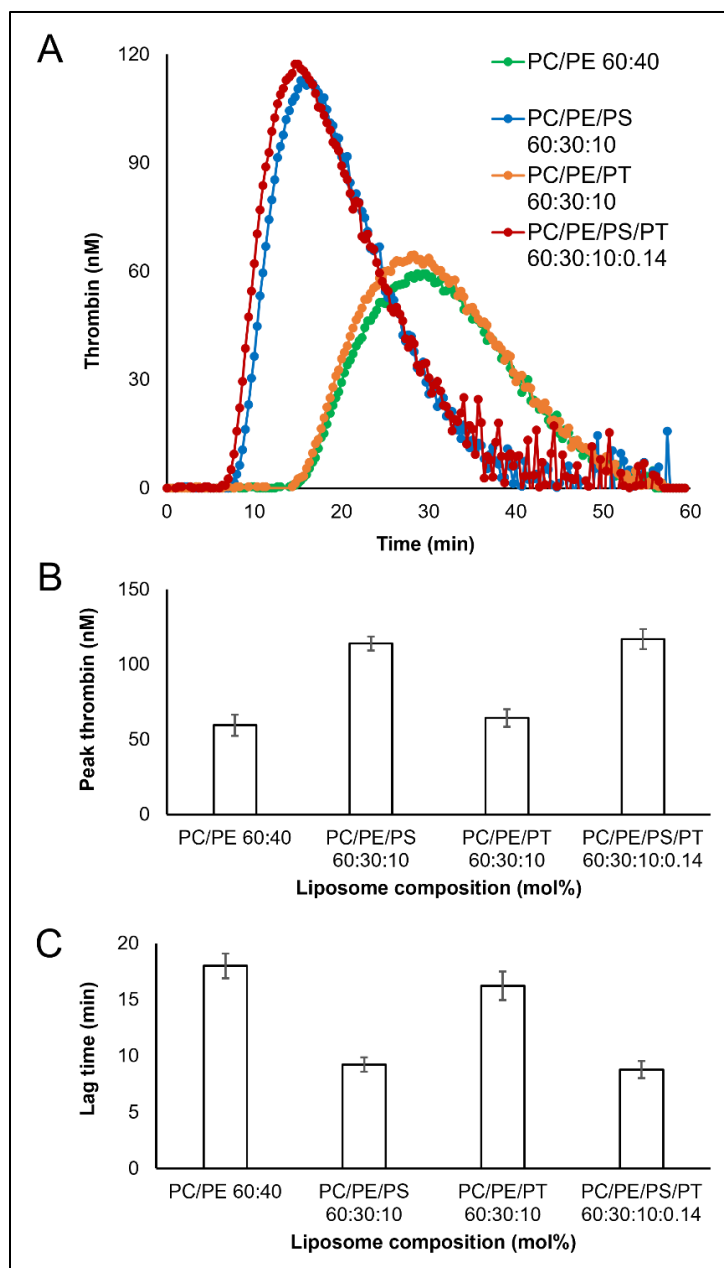 A
120
90
60
30
0
Thrombin (nM)
0 10 20 30 40 50 60
Time (min)
PC/PE 60:40
PC/PE/PS
60:30:10
PC/PE/PT
60:30:10
PC/PE/PS/PT
60:30:10:0.14
B
150
100
50
0
Peak thrombin (nM)
PC/PE 60:40 PC/PE/PS PC/PE/PT PC/PE/PS/PT
60:30:10 60:30:10 60:30:10:0.14
Liposome composition (mol%)
C
20
15
10
5
0
Lag time (min)
PC/PE 60:40 PC/PE/PS PC/PE/PT PC/PE/PS/PT
60:30:10 60:30:10 60:30:10:0.14
Liposome composition (mol%)